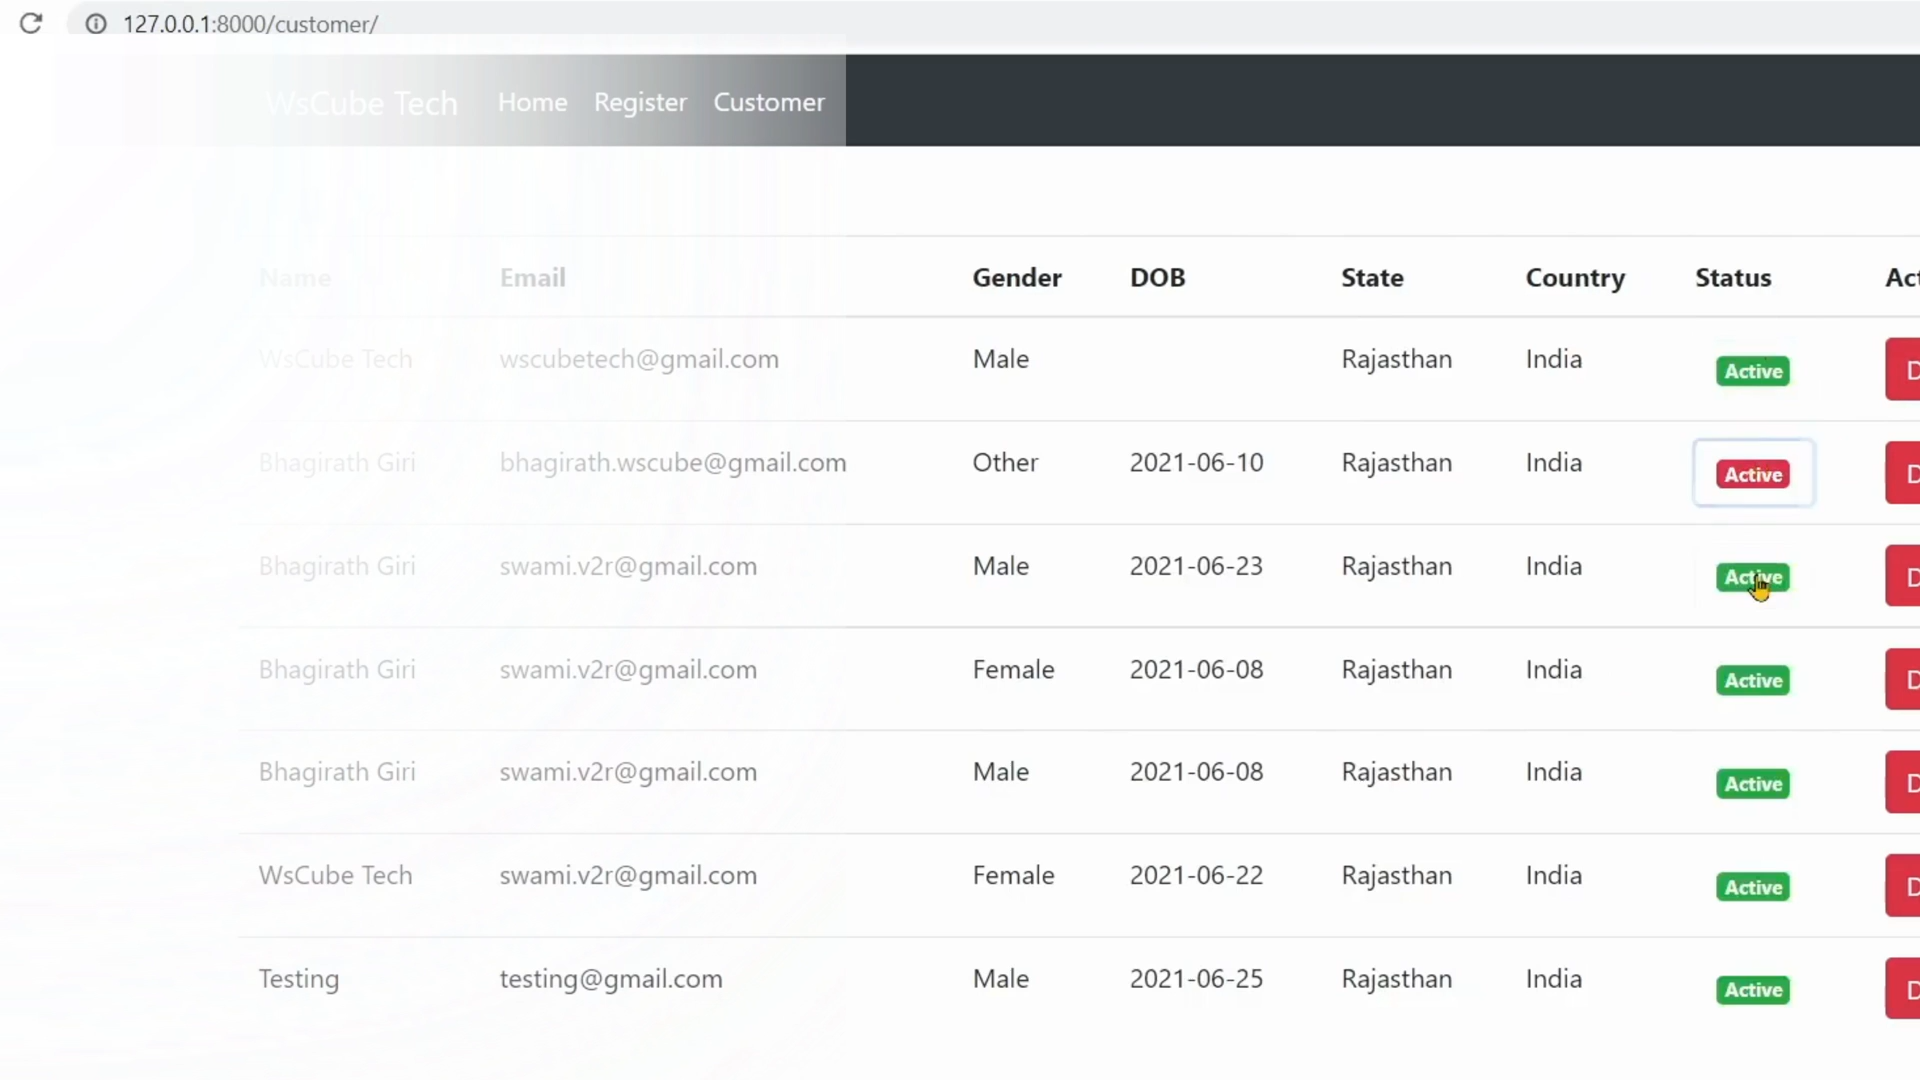 127.0.0.1:8000/customer/
WsCube Tech Home Register Customer
Name Email Gender DOB State Country Status Act
WsCube Tech wscubetech@gmail.com Male Rajasthan India Active D
Bhagirath Giri bhagirath.wscube@gmail.com Other 2021-06-10 Rajasthan India Active D
Bhagirath Giri swami.v2r@gmail.com Male 2021-06-23 Rajasthan India Active D
Bhagirath Giri swami.v2r@gmail.com Female 2021-06-08 Rajasthan India Active D
Bhagirath Giri swami.v2r@gmail.com Male 2021-06-08 Rajasthan India Active D
WsCube Tech swami.v2r@gmail.com Female 2021-06-22 Rajasthan India Active D
Testing testing@gmail.com Male 2021-06-25 Rajasthan India Active D